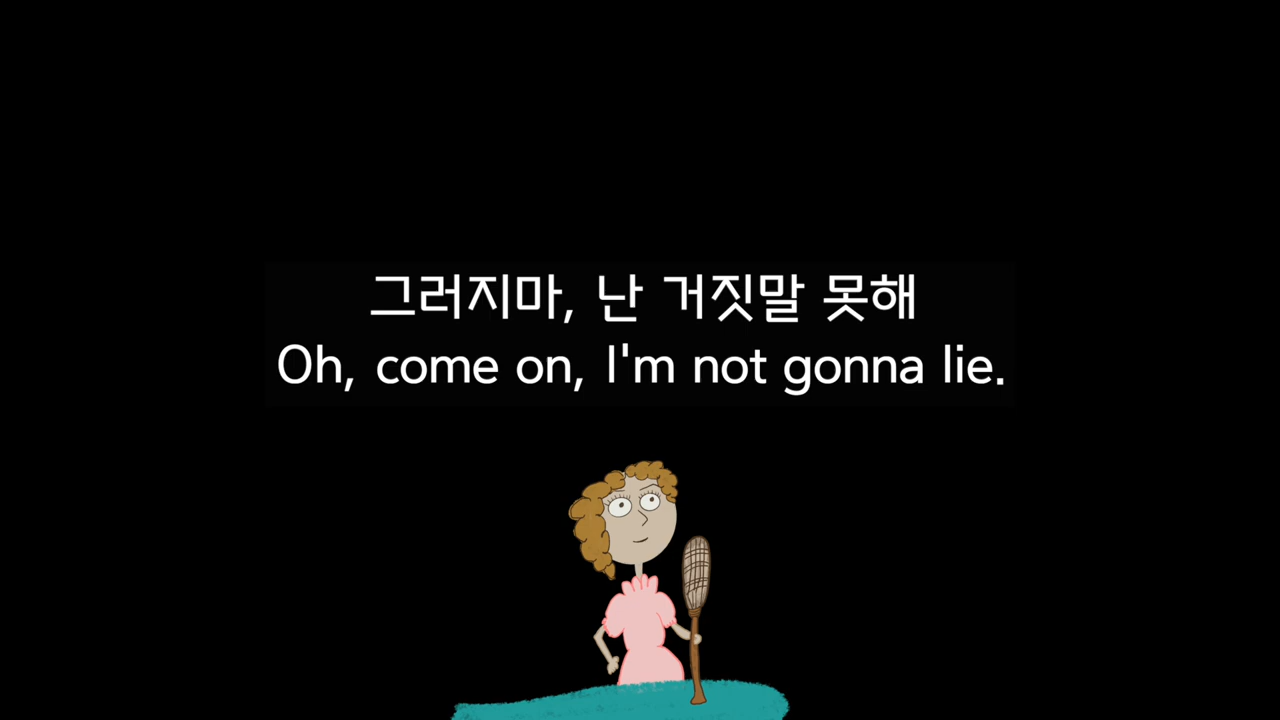 그러지마, 난 거짓말 못해
Oh, come on, I'm not gonna lie.